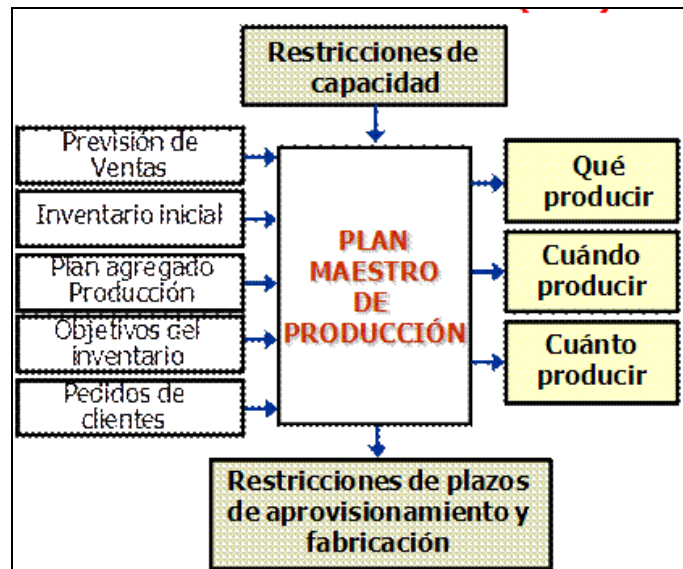 Restricciones de
capacidad
Previsión de
Ventas
Inventario inicial
Plan agregado
Producción
Objetivos del
inventario
Pedidos de
clientes
PLAN
MAESTRO
DE
PRODUCCIÓN
Qué
producir
Cuándo
producir
Cuánto
producir
Restricciones de plazos
de aprovisionamiento y
fabricación